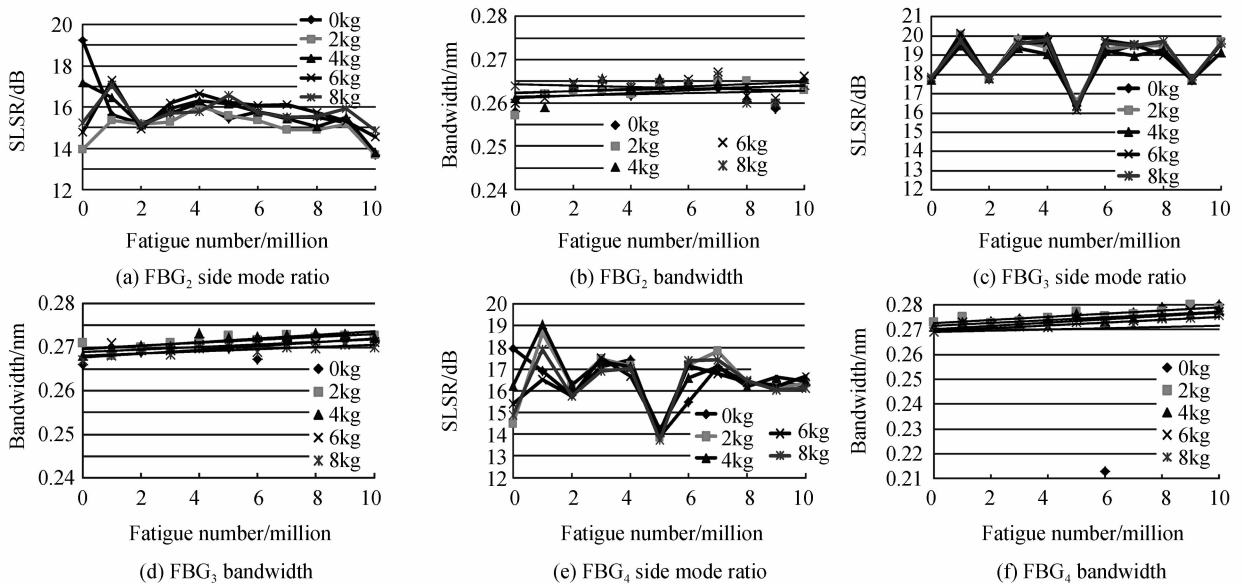 20
19
18
17
16
15
14
13
12
0 2 4 6 8 10
SLSR/dB
Fatigue number/million
0kg
2kg
4kg
6kg
8kg
(a) FBG₂ side mode ratio
0.28
0.27
0.26
0.25
0.24
0 2 4 6 8 10
Bandwidth/nm
Fatigue number/million
0kg
2kg
4kg
6kg
8kg
(b) FBG₂ bandwidth
21
20
19
18
17
16
15
14
13
12
0 2 4 6 8 10
SLSR/dB
Fatigue number/million
0kg
2kg
4kg
6kg
8kg
(c) FBG₃ side mode ratio
0.28
0.27
0.26
0.25
0.24
0 2 4 6 8 10
Bandwidth/nm
Fatigue number/million
0kg
2kg
4kg
6kg
8kg
(d) FBG₃ bandwidth
20
19
18
17
16
15
14
13
12
0 2 4 6 8 10
SLSR/dB
Fatigue number/million
0kg
2kg
4kg
6kg
8kg
(e) FBG₄ side mode ratio
0.28
0.27
0.26
0.25
0.24
0.23
0.22
0.21
0 2 4 6 8 10
Bandwidth/nm
Fatigue number/million
0kg
2kg
4kg
6kg
8kg
(f) FBG₄ bandwidth